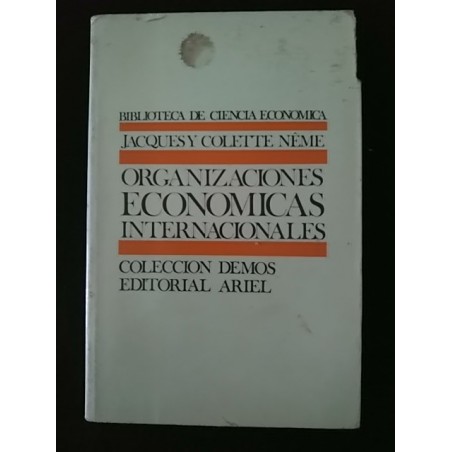 BIBLIOTECA DE CIENCIA ECONOMICA
JACQUES Y COLETTE NÊME
ORGANIZACIONES
ECONOMICAS
INTERNACIONALES
COLECCION DEMOS
EDITORIAL ARIEL